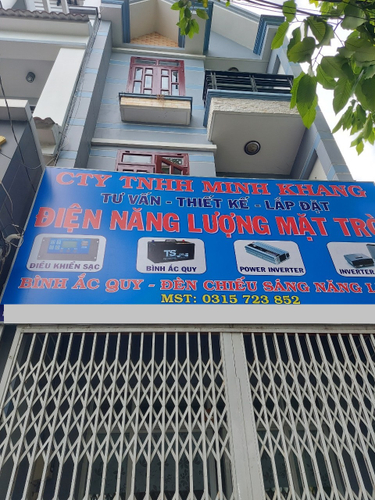 CTY TNHH MINH KHANG
TƯ VẤN - THIẾT KẾ - LẮP ĐẶT
ĐIỆN NĂNG LƯỢNG MẶT TRỜ
TS
ĐIỀU KHIỂN SẠC
BÌNH ẮC QUY
POWER INVERTER
INVERTER
BÌNH ẮC QUY - ĐÈN CHIẾU SÁNG NĂNG L
MST: 0315 723 852